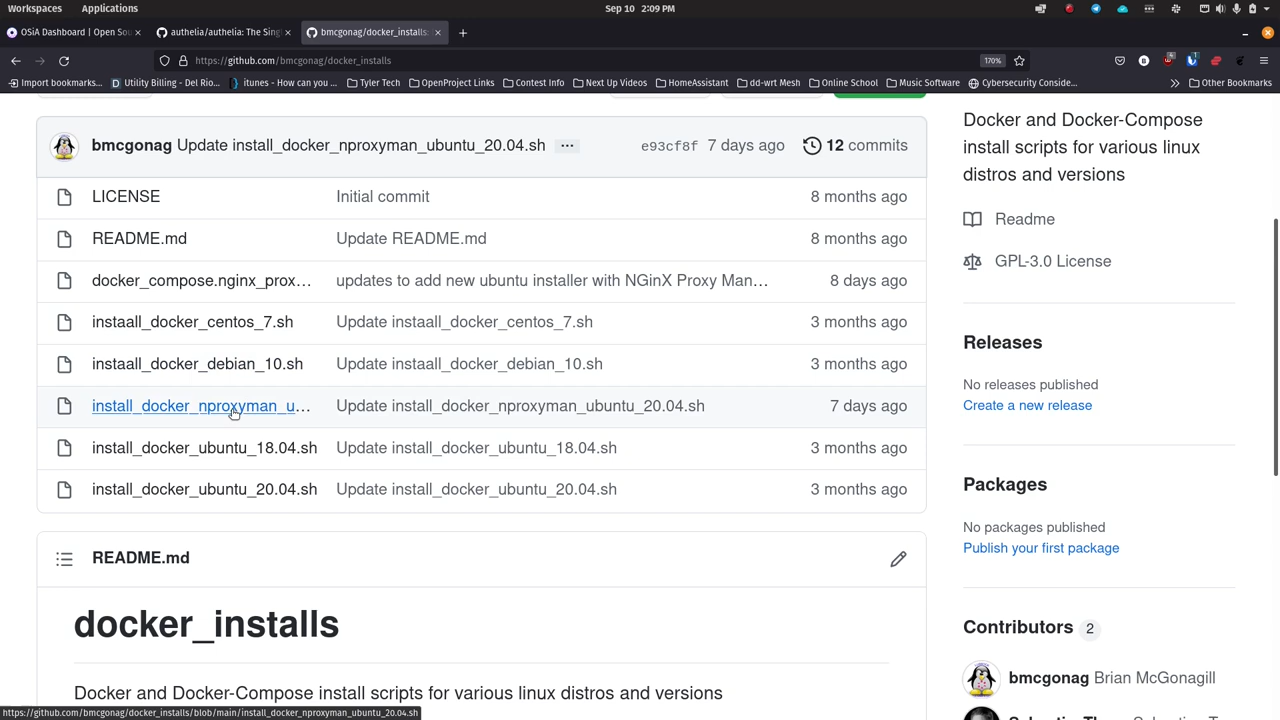 Workspaces Applications Sep 10 2:09 PM
OSiA Dashboard | Open Sou × authelia/authelia: The Singl × bmcgonag/docker_installs: × +
https://github.com/bmcgonag/docker_installs 170%
Import bookmarks... Utility Billing - Del Rio... itunes - How can you ... Tyler Tech OpenProject Links Contest Info Next Up Videos HomeAssistant dd-wrt Mesh Online School Music Software Cybersecurity Conside... Other Bookmarks
bmcgonag Update install_docker_nproxyman_ubuntu_20.04.sh ... e93cf8f 7 days ago 12 commits
LICENSE Initial commit 8 months ago
README.md Update README.md 8 months ago
docker_compose.nginx_prox... updates to add new ubuntu installer with NGinX Proxy Man... 8 days ago
instaall_docker_centos_7.sh Update instaall_docker_centos_7.sh 3 months ago
instaall_docker_debian_10.sh Update instaall_docker_debian_10.sh 3 months ago
install_docker_nproxyman_u... Update install_docker_nproxyman_ubuntu_20.04.sh 7 days ago
install_docker_ubuntu_18.04.sh Update install_docker_ubuntu_18.04.sh 3 months ago
install_docker_ubuntu_20.04.sh Update install_docker_ubuntu_20.04.sh 3 months ago
README.md
docker_installs
Docker and Docker-Compose install scripts for various linux distros and versions
Docker and Docker-Compose
install scripts for various linux
distros and versions
Readme
GPL-3.0 License
Releases
No releases published
Create a new release
Packages
No packages published
Publish your first package
Contributors 2
bmcgonag Brian McGonagill
https://github.com/bmcgonag/docker_installs/blob/main/install_docker_nproxyman_ubuntu_20.04.sh